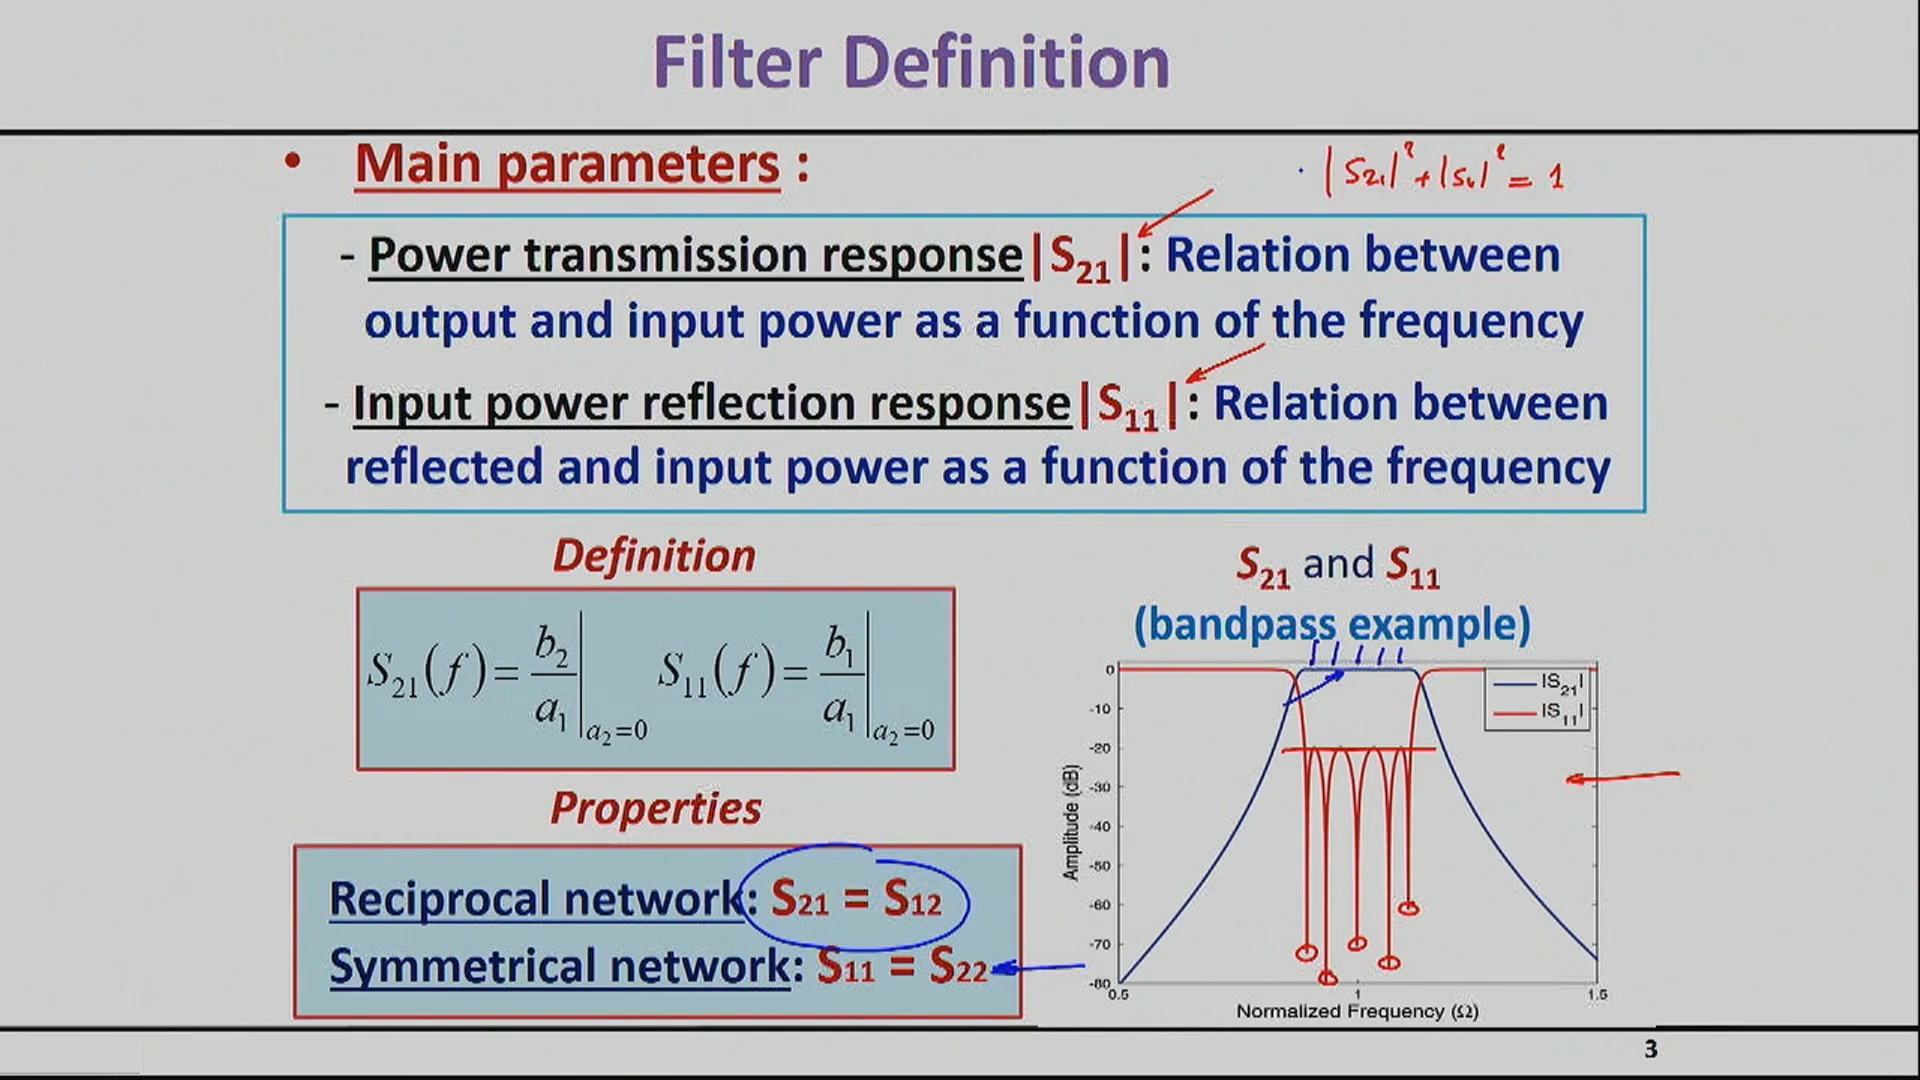 Filter Definition
• Main parameters :
|S21|² + |S11|² = 1
- Power transmission response |S21| : Relation between
output and input power as a function of the frequency
- Input power reflection response |S11| : Relation between
reflected and input power as a function of the frequency
Definition
S21(f) = b2/a1 | a2=0 S11(f) = b1/a1 | a2=0
Properties
Reciprocal network: S21 = S12
Symmetrical network: S11 = S22
S21 and S11
(bandpass example)
|S21|
|S11|
0
-10
-20
-30
-40
-50
-60
-70
-80
Amplitude (dB)
0.5 1 1.5
Normalized Frequency (Ω)
3